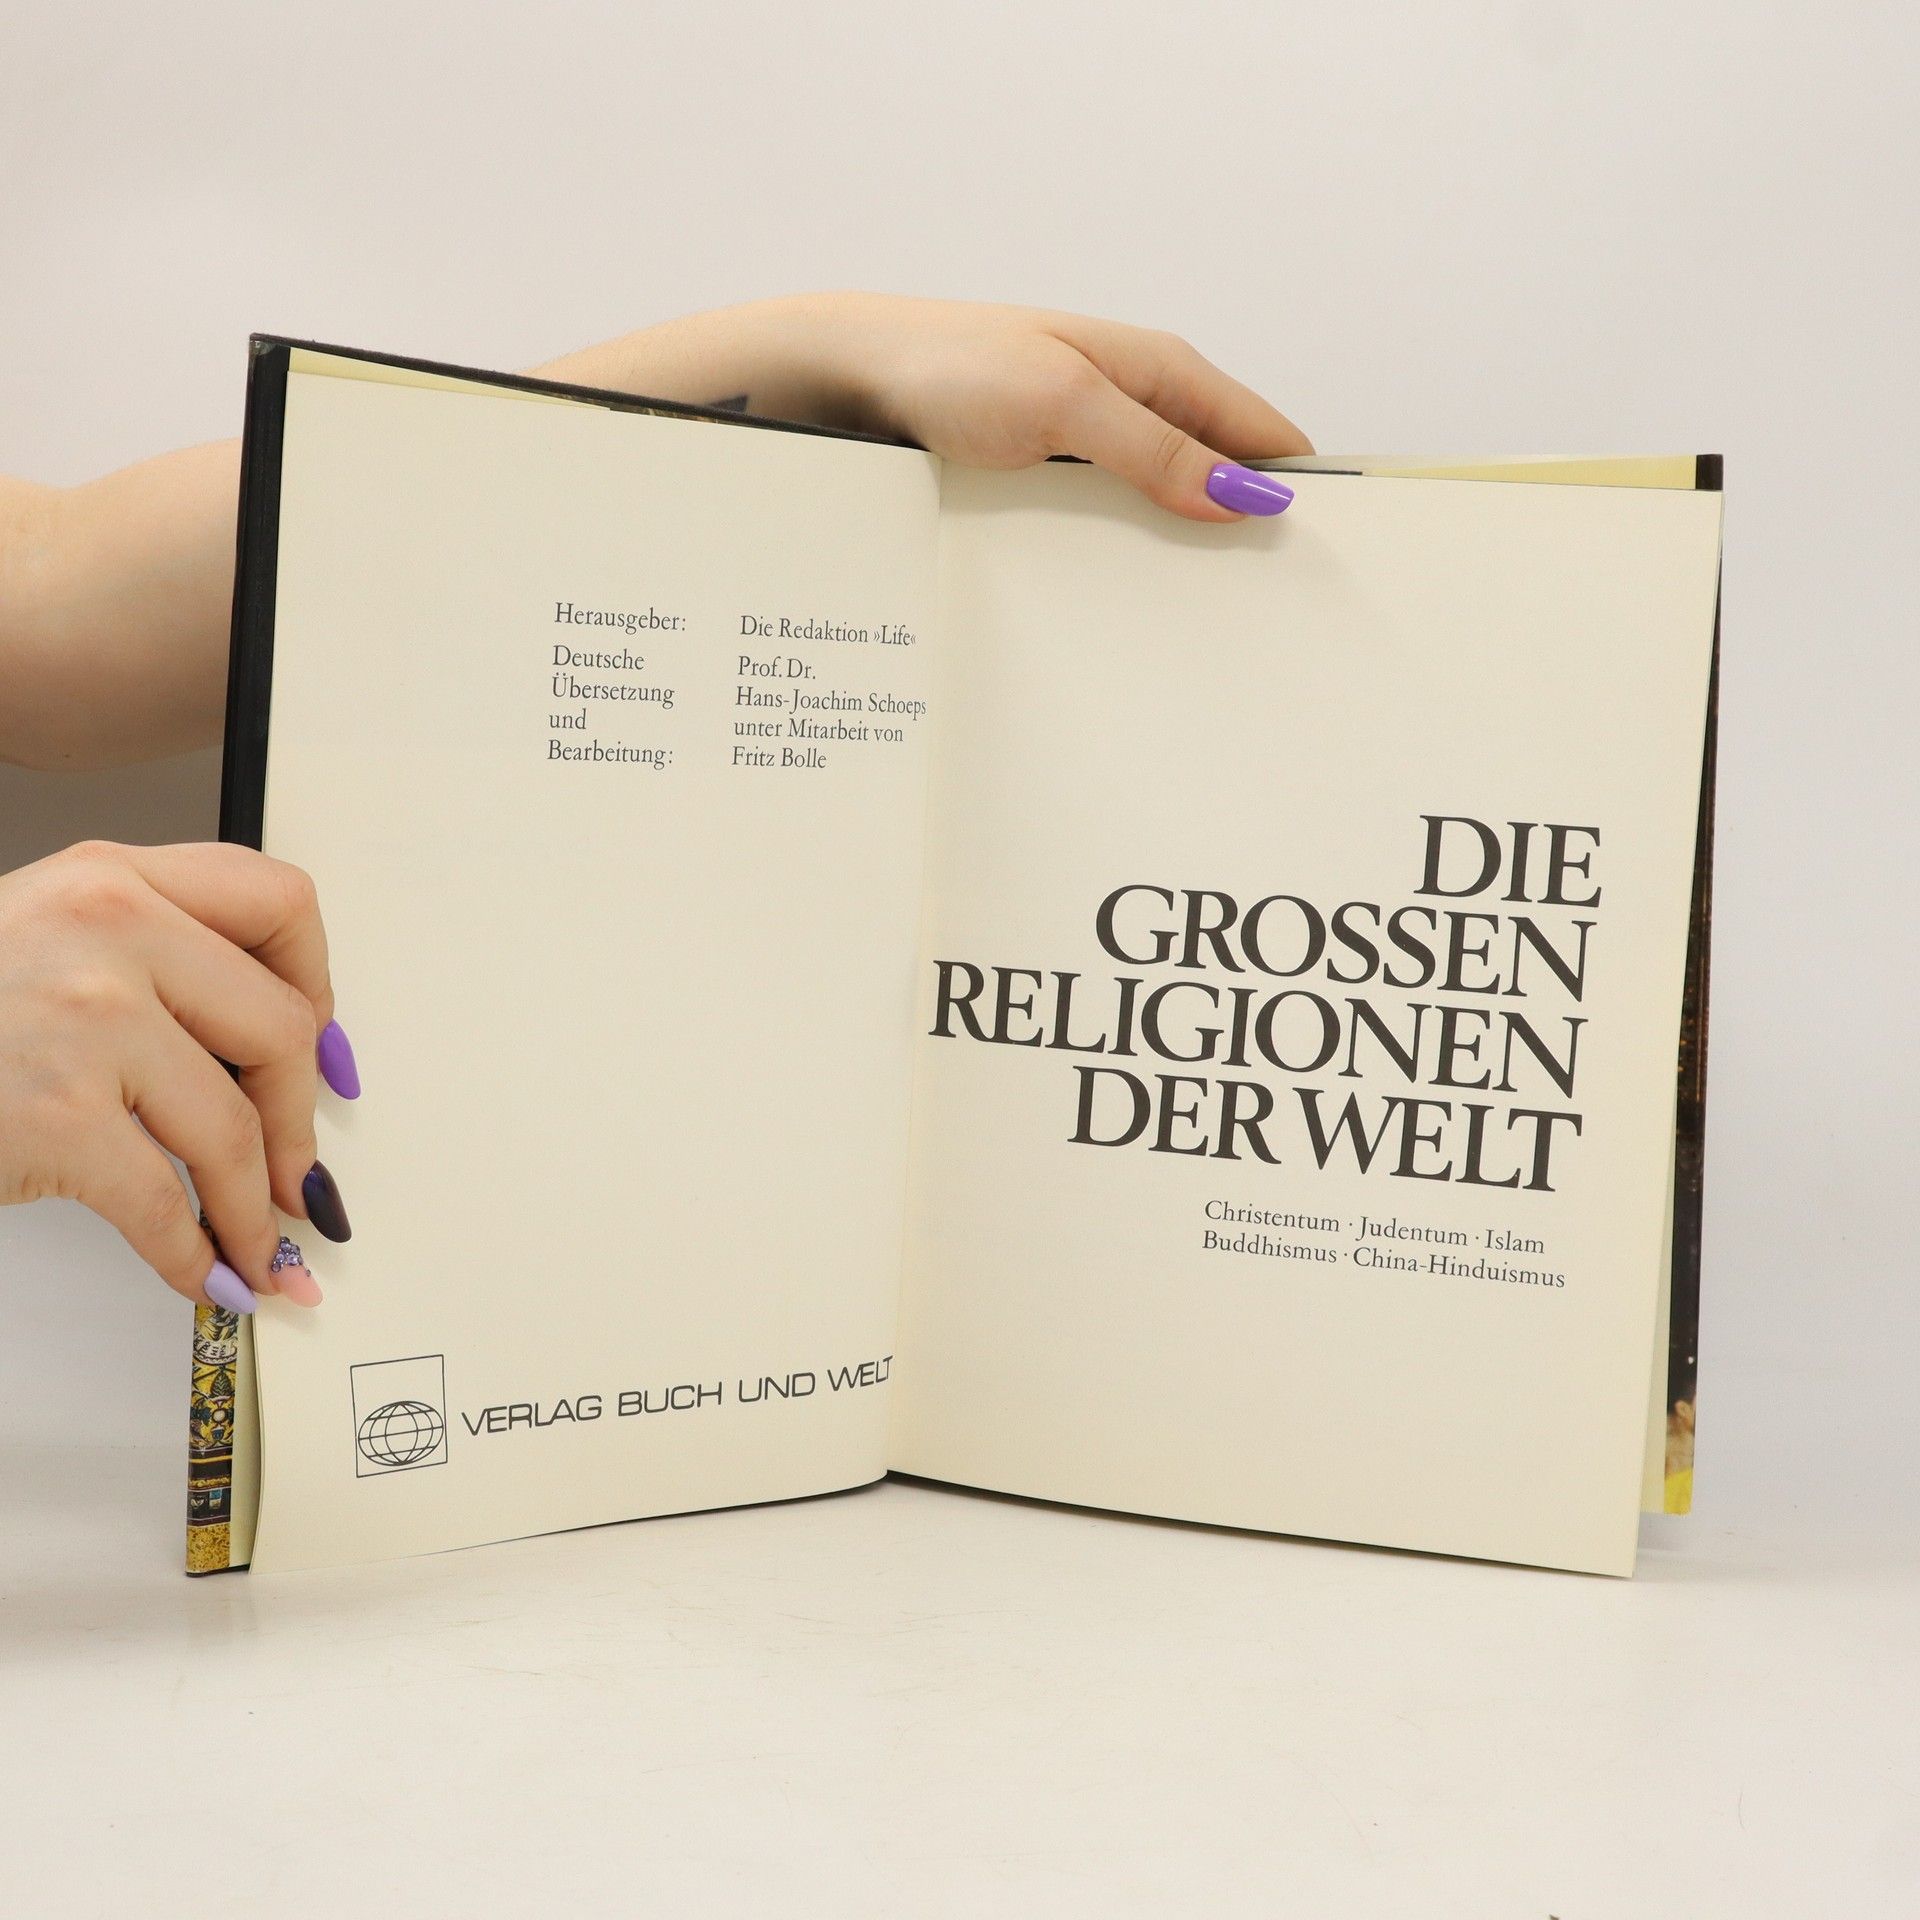 Herausgeber: Die Redaktion »Life«
Deutsche
Übersetzung
und
Bearbeitung:
Prof. Dr.
Hans-Joachim Schoeps
unter Mitarbeit von
Fritz Bolle
VERLAG BUCH UND WELT
DIE
GROSSEN
RELIGIONEN
DER WELT
Christentum · Judentum · Islam
Buddhismus · China-Hinduismus